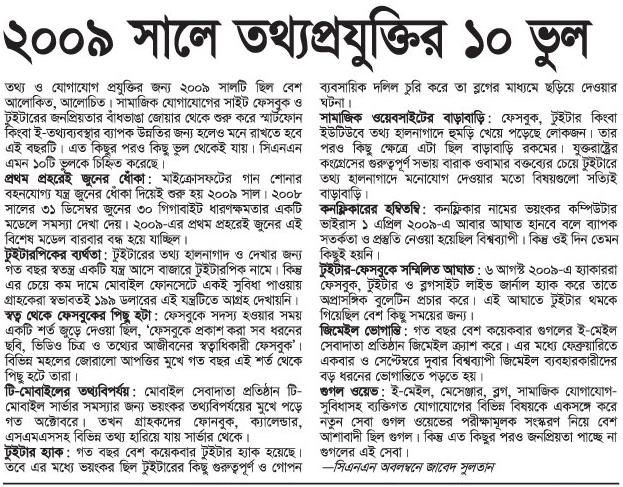 ২০০৯ সালে তথ্যপ্রযুক্তির ১০ ভুল
তথ্য ও যোগাযোগ প্রযুক্তির জন্য ২০০৯ সালটি ছিল বেশ
আলোকিত, আলোচিত। সামাজিক যোগাযোগের সাইট ফেসবুক ও
টুইটারের জনপ্রিয়তার বাঁধভাঙা জোয়ার থেকে শুরু করে স্মার্টফোন
কিংবা ই-তথ্যব্যবস্থার ব্যাপক উন্নতির জন্য হলেও মনে রাখতে হবে
এই বছরটি। এত কিছুর পরও কিছু ভুল থেকেই যায়। সিএনএন
এমন ১০টি ভুলকে চিহ্নিত করেছে।
প্রথম প্রহরেই জুনের ধোঁকা: মাইক্রোসফটের গান শোনার
বহনযোগ্য যন্ত্র জুনের ধোঁকা দিয়েই শুরু হয় ২০০৯ সাল। ২০০৮
সালের ৩১ ডিসেম্বর জুনের ৩০ গিগাবাইট ধারণক্ষমতার একটি
মডেলে সমস্যা দেখা দেয়। ২০০৯-এর প্রথম প্রহরেই জুনের এই
বিশেষ মডেল বারবার বন্ধ হয়ে যাচ্ছিল।
টুইটারপিকের ব্যর্থতা: টুইটারের তথ্য হালনাগাদ ও দেখার জন্য
গত বছর স্বতন্ত্র একটি যন্ত্র আসে বাজারে টুইটারপিক নামে। কিন্তু
এর চেয়ে কম দামে মোবাইল ফোনসেটে একই সুবিধা পাওয়ায়
গ্রাহকেরা স্বভাবতই ১৯৯ ডলারের এই যন্ত্রটিতে আগ্রহ দেখায়নি।
স্বত্ব থেকে ফেসবুকের পিছু হটা: ফেসবুকে সদস্য হওয়ার সময়
একটি শর্ত জুড়ে দেওয়া ছিল, ‘ফেসবুকে প্রকাশ করা সব ধরনের
ছবি, ভিডিও চিত্র ও তথ্যের আজীবনের স্বত্বাধিকারী ফেসবুক’।
বিভিন্ন মহলের জোরালো আপত্তির মুখে গত বছর এই শর্ত থেকে
পিছু হটে তারা।
টি-মোবাইলের তথ্যবিপর্যয়: মোবাইল সেবাদাতা প্রতিষ্ঠান টি-
মোবাইল সার্ভার সমস্যার জন্য ভয়ংকর তথ্যবিপর্যয়ের মুখে পড়ে
গত অক্টোবরে। তখন গ্রাহকদের ফোনবুক, ক্যালেন্ডার,
এসএমএসসহ বিভিন্ন তথ্য হারিয়ে যায় সার্ভার থেকে।
টুইটার হ্যাক: গত বছর বেশ কয়েকবার টুইটার হ্যাক হয়েছে।
তবে এর মধ্যে ভয়ংকর ছিল টুইটারের কিছু গুরুত্বপূর্ণ ও গোপন
ব্যবসায়িক দলিল চুরি করে তা ব্লগের মাধ্যমে ছড়িয়ে দেওয়ার
ঘটনা।
সামাজিক ওয়েবসাইটের বাড়াবাড়ি: ফেসবুক, টুইটার কিংবা
ইউটিউবে তথ্য হালনাগাদে হুমড়ি খেয়ে পড়েছে লোকজন। তার
পরও কিছু ক্ষেত্রে এটা ছিল বাড়াবাড়ি রকমের। যুক্তরাষ্ট্রের
কংগ্রেসের গুরুত্বপূর্ণ সভায় বারাক ওবামার বক্তব্যের চেয়ে টুইটারে
তথ্য হালনাগাদে মনোযোগ দেওয়ার মতো বিষয়গুলো সত্যিই
বাড়াবাড়ি।
কনফ্লিকারের হম্বিতম্বি: কনফ্লিকার নামের ভয়ংকর কম্পিউটার
ভাইরাস ১ এপ্রিল ২০০৯-এ আবার আঘাত হানবে বলে ব্যাপক
সতর্কতা ও প্রস্তুতি নেওয়া হয়েছিল বিশ্বব্যাপী। কিন্তু ওই দিন তেমন
কিছুই হয়নি।
টুইটার-ফেসবুকে সম্মিলিত আঘাত: ৬ আগস্ট ২০০৯-এ হ্যাকাররা
ফেসবুক, টুইটার ও ব্লগসাইট লাইভ জার্নাল হ্যাক করে তাতে
অপ্রাসঙ্গিক বুলেটিন প্রচার করে। এই আঘাতে টুইটার থমকে
গিয়েছিল বেশ কিছু সময়ের জন্য।
জিমেইল ভোগান্তি: গত বছর বেশ কয়েকবার গুগলের ই-মেইল
সেবাদাতা প্রতিষ্ঠান জিমেইল ক্র্যাশ করে। এর মধ্যে ফেব্রুয়ারিতে
একবার ও সেপ্টেম্বরে দুবার বিশ্বব্যাপী জিমেইল ব্যবহারকারীদের
বড় ধরনের ভোগান্তিতে পড়তে হয়।
গুগল ওয়েভ: ই-মেইল, মেসেঞ্জার, ব্লগ, সামাজিক যোগাযোগ-
সুবিধাসহ ব্যক্তিগত যোগাযোগের বিভিন্ন বিষয়কে একসঙ্গে করে
নতুন সেবা গুগল ওয়েভের পরীক্ষামূলক সংস্করণ নিয়ে বেশ
আশাবাদী ছিল গুগল। কিন্তু এত কিছুর পরও জনপ্রিয়তা পাচ্ছে না
গুগলের এই সেবা।
—সিএনএন অবলম্বনে জাবেদ সুলতান